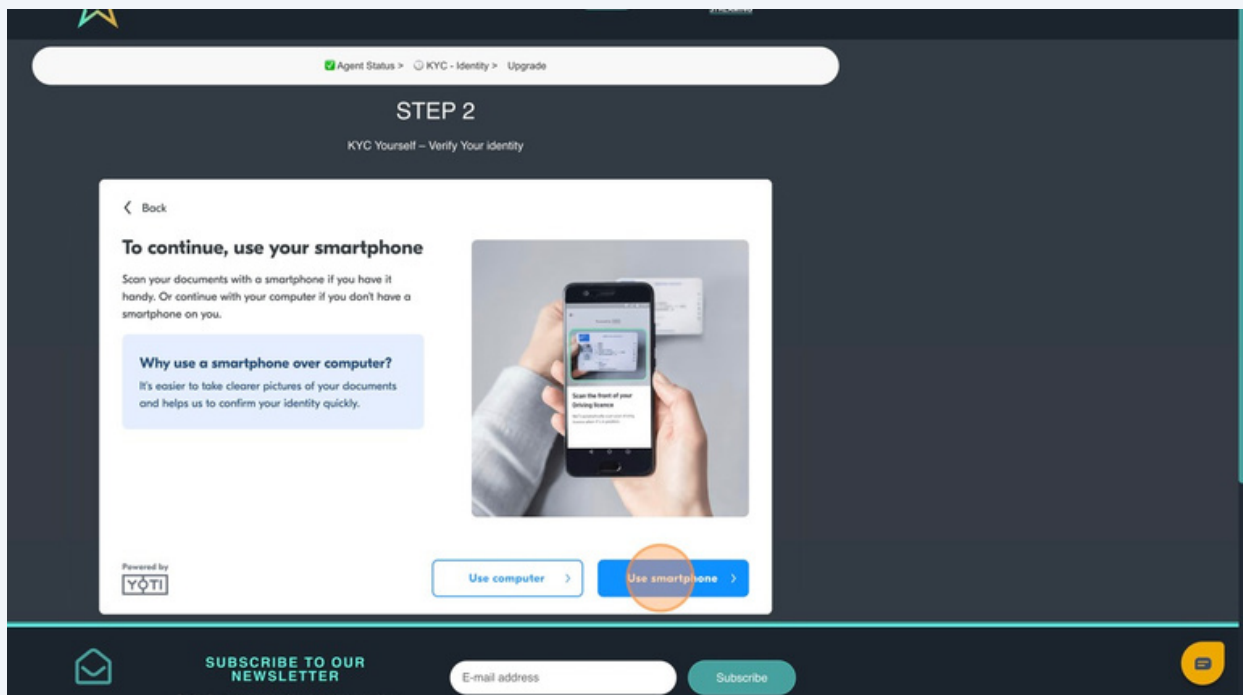 Agent Status > KYC - Identity > Upgrade
STEP 2
KYC Yourself – Verify Your identity
Back
To continue, use your smartphone
Scan your documents with a smartphone if you have it
handy. Or continue with your computer if you don't have a
smartphone on you.
Why use a smartphone over computer?
It's easier to take clearer pictures of your documents
and helps us to confirm your identity quickly.
Scan the front of your
Driving licence
Powered by
YOTI
Use computer
Use smartphone
SUBSCRIBE TO OUR
NEWSLETTER
E-mail address
Subscribe